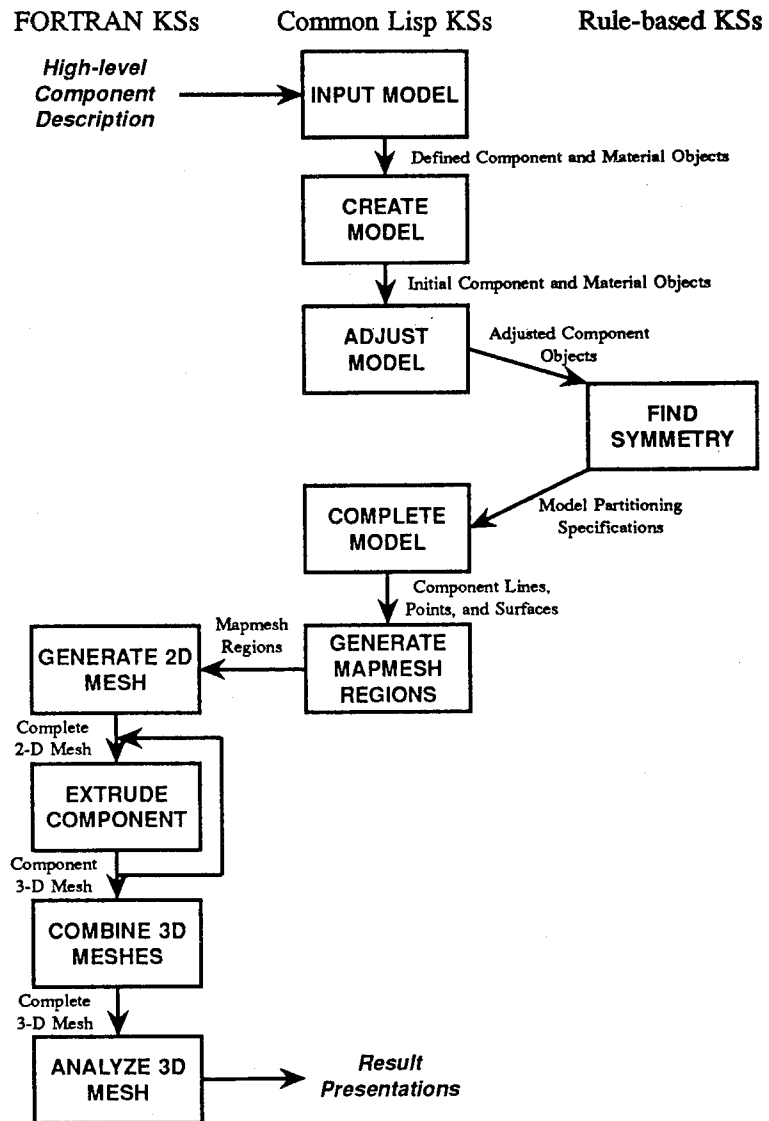 FORTRAN KSs Common Lisp KSs Rule-based KSs
High-level
Component
Description
INPUT MODEL
Defined Component and Material Objects
CREATE
MODEL
Initial Component and Material Objects
ADJUST
MODEL
Adjusted Component
Objects
FIND
SYMMETRY
Model Partitioning
Specifications
COMPLETE
MODEL
Component Lines,
Points, and Surfaces
GENERATE
MAPMESH
REGIONS
Mapmesh
Regions
GENERATE 2D
MESH
Complete
2-D Mesh
EXTRUDE
COMPONENT
Component
3-D Mesh
COMBINE 3D
MESHES
Complete
3-D Mesh
ANALYZE 3D
MESH
Result
Presentations